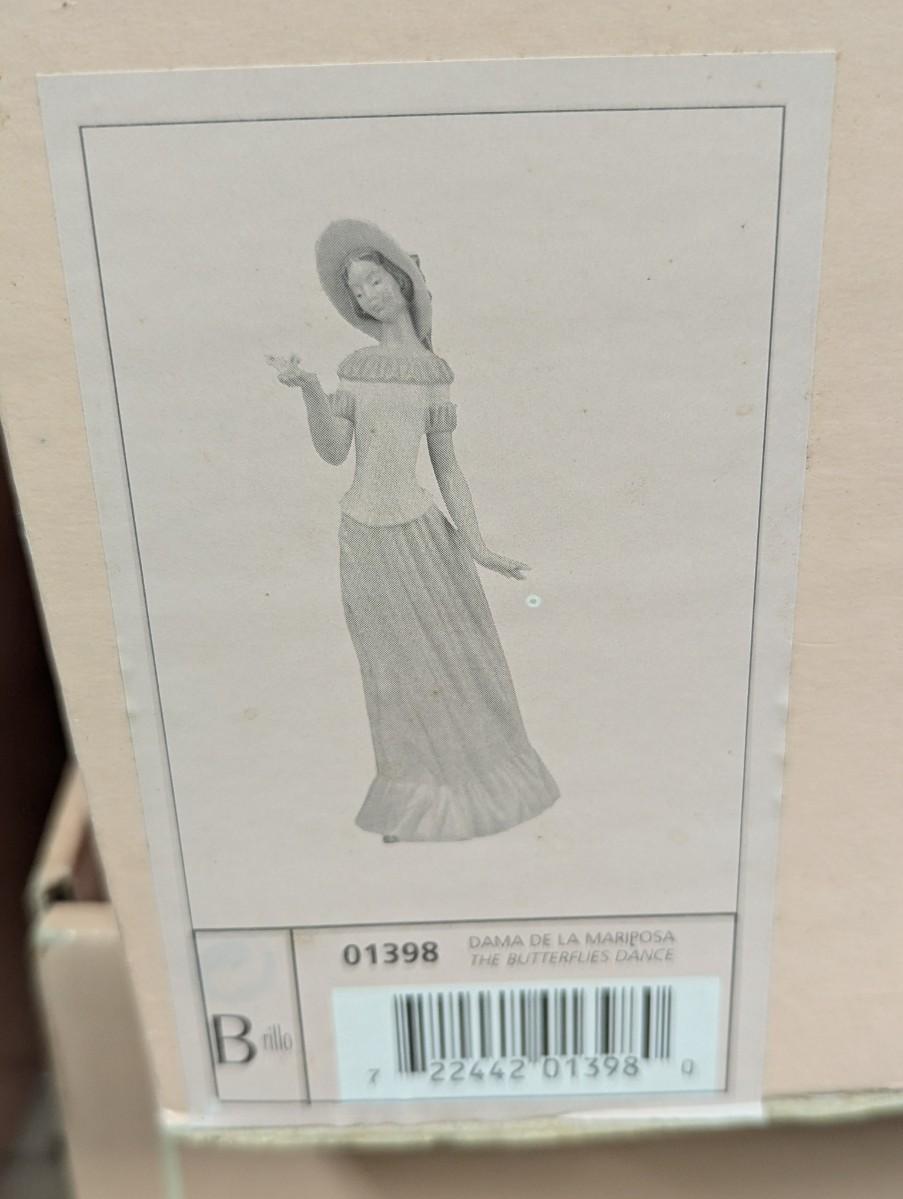 01398
DAMA DE LA MARIPOSA
THE BUTTERFLIES DANCE
Brillo
7 22442 01398 0